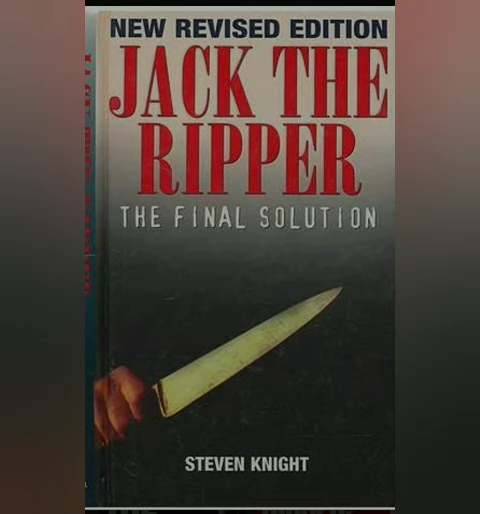 NEW REVISED EDITION
JACK THE
RIPPER
THE FINAL SOLUTION
STEVEN KNIGHT